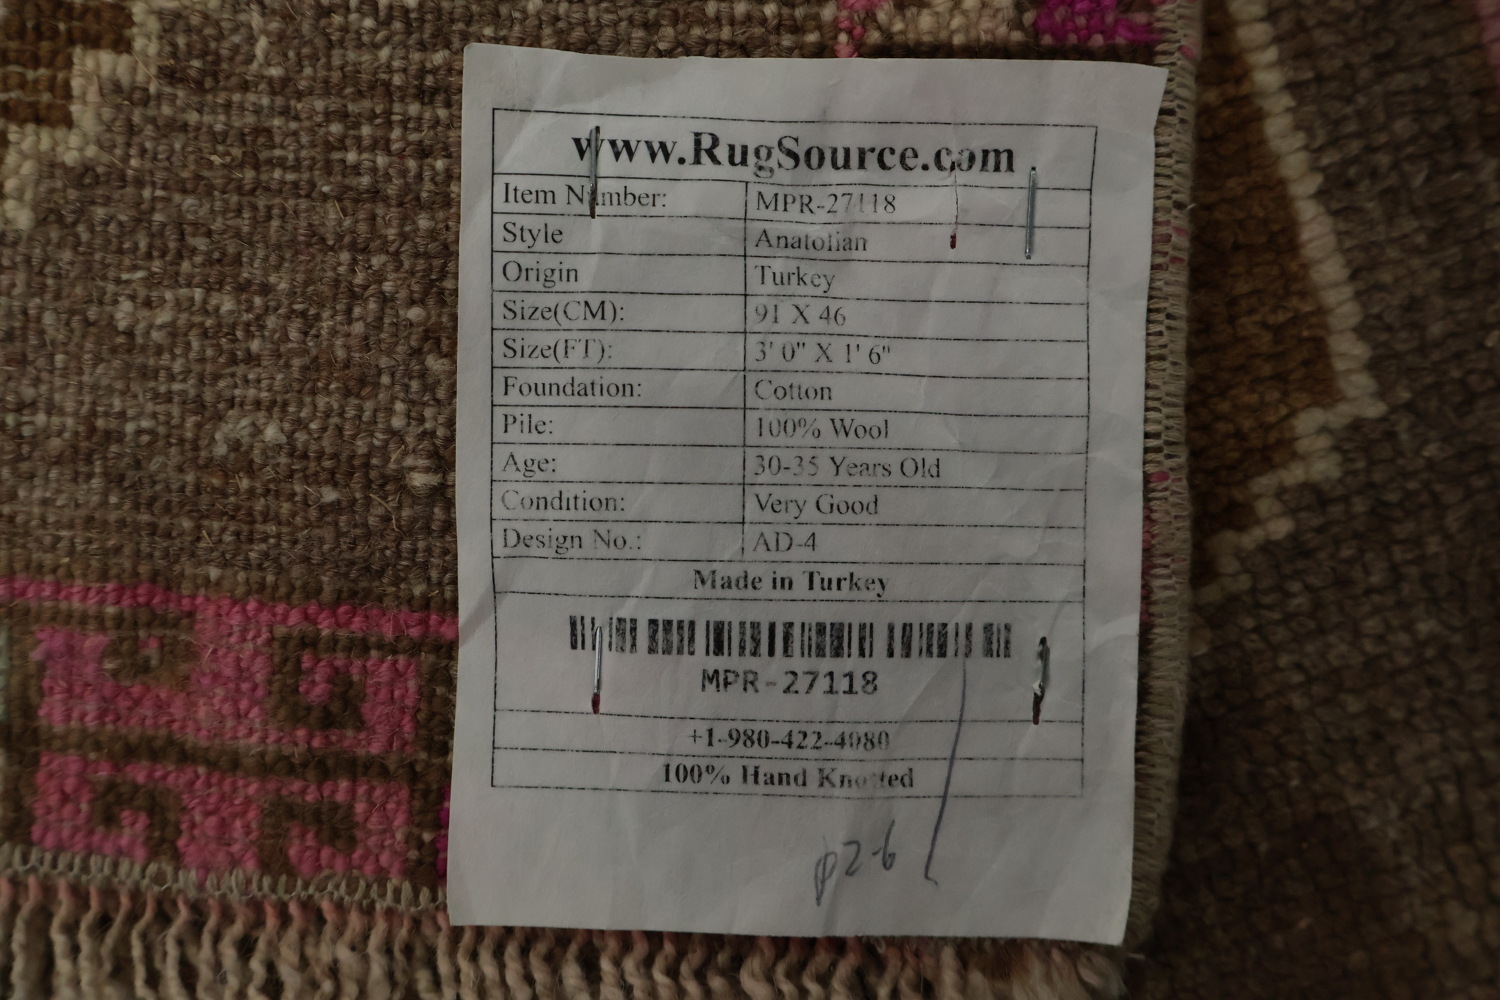 www.RugSource.com
Item Number: MPR-27118
Style Anatolian
Origin Turkey
Size(CM): 91 X 46
Size(FT): 3' 0" X 1' 6"
Foundation: Cotton
Pile: 100% Wool
Age: 30-35 Years Old
Condition: Very Good
Design No.: AD-4
Made in Turkey
MPR-27118
+1-980-422-4080
100% Hand Knotted